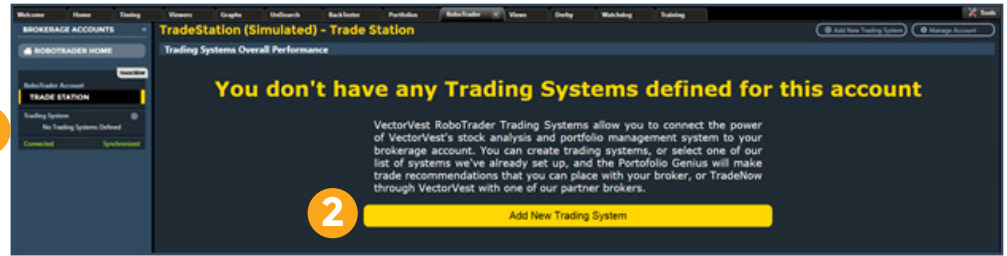 Welcome Home Timing Viewers Graphs UniSearch BackTester Portfolios RoboTrader Views Derby Watchdog Training Tools
BROKERAGE ACCOUNTS
TradeStation (Simulated) - Trade Station
Add New Trading System Manage Account
ROBOTRADER HOME
Trading Systems Overall Performance
RoboTrader Account
TRADE STATION
Trading System
No Trading Systems Defined
Connected Synchronized
You don't have any Trading Systems defined for this account
VectorVest RoboTrader Trading Systems allow you to connect the power
of VectorVest's stock analysis and portfolio management system to your
brokerage account. You can create trading systems, or select one of our
list of systems we've already set up, and the Portofolio Genius will make
trade recommendations that you can place with your broker, or TradeNow
through VectorVest with one of our partner brokers.
2
Add New Trading System